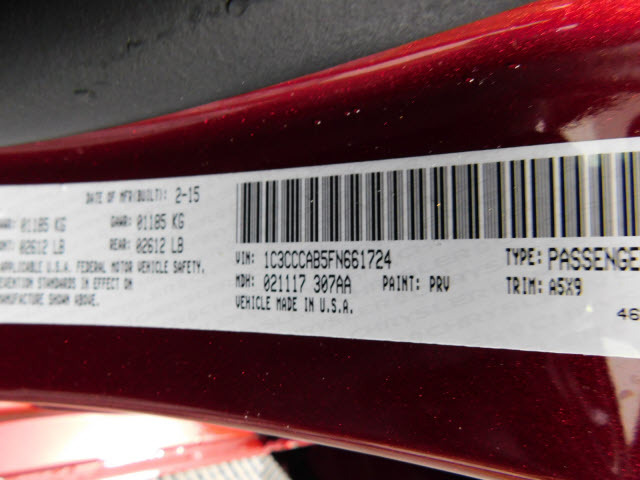 DATE OF MFR(BUILT): 2-15
GAWR: 01185 KG GAWR: 01185 KG
FRONT: 02612 LB REAR: 02612 LB
APPLICABLE U.S.A. FEDERAL MOTOR VEHICLE SAFETY,
PREVENTION STANDARDS IN EFFECT ON
MANUFACTURE SHOWN ABOVE.
VIN: 1C3CCCAB5FN661724 TYPE: PASSENGE
MDH: 021117 307AA PAINT: PRV TRIM: A5X9
VEHICLE MADE IN U.S.A.
46